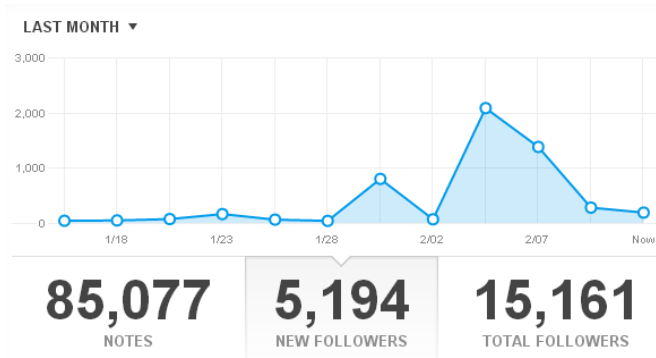 LAST MONTH ▼
3,000
2,000
1,000
0
1/18 1/23 1/28 2/02 2/07 Now
85,077 5,194 15,161
NOTES NEW FOLLOWERS TOTAL FOLLOWERS